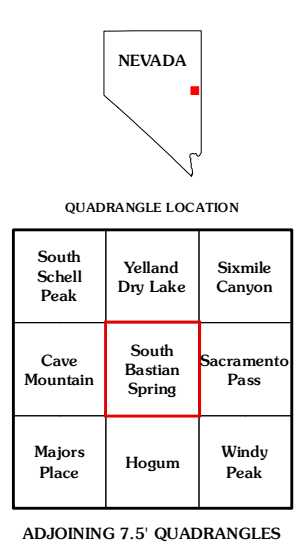 NEVADA
QUADRANGLE LOCATION
South
Schell
Peak
Yelland
Dry Lake
Sixmile
Canyon
Cave
Mountain
South
Bastian
Spring
Sacramento
Pass
Majors
Place
Hogum
Windy
Peak
ADJOINING 7.5' QUADRANGLES